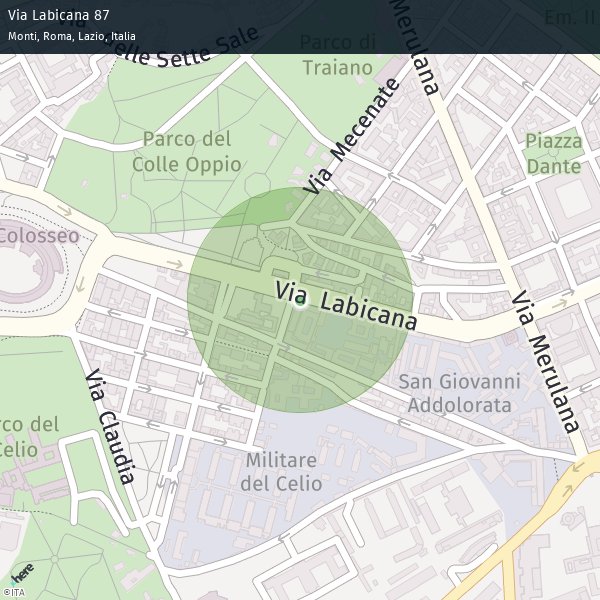 Via Labicana 87
Monti, Roma, Lazio, Italia
Via delle Sette Sale
Parco di
Traiano
Via Merulana
Em. II
Parco del
Colle Oppio
Via Mecenate
Piazza
Dante
Colosseo
Via Labicana
Via Merulana
San Giovanni
Addolorata
Via Claudia
arco del
Celio
Militare
del Celio
here
©ITA